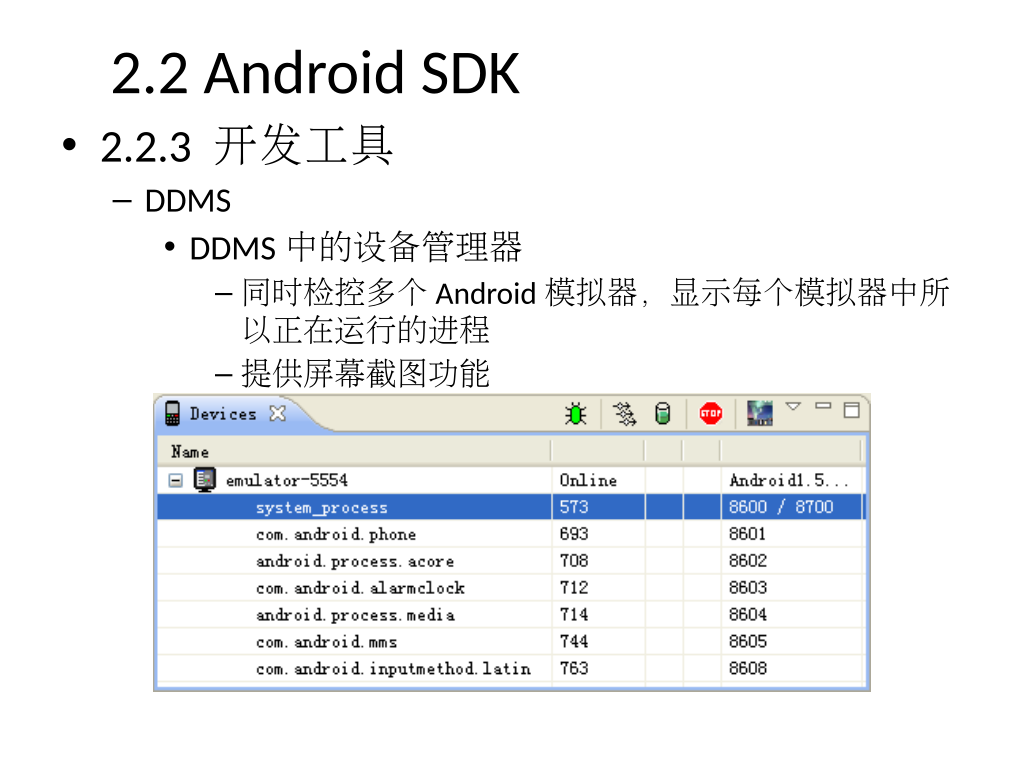 2.2 Android SDK
• 2.2.3 开发工具
– DDMS
• DDMS 中的设备管理器
– 同时检控多个 Android 模拟器，显示每个模拟器中所
以正在运行的进程
– 提供屏幕截图功能
Devices
STOP
Name
emulator-5554 Online Android1.5...
system_process 573 8600 / 8700
com.android.phone 693 8601
android.process.acore 708 8602
com.android.alarmclock 712 8603
android.process.media 714 8604
com.android.mms 744 8605
com.android.inputmethod.latin 763 8608